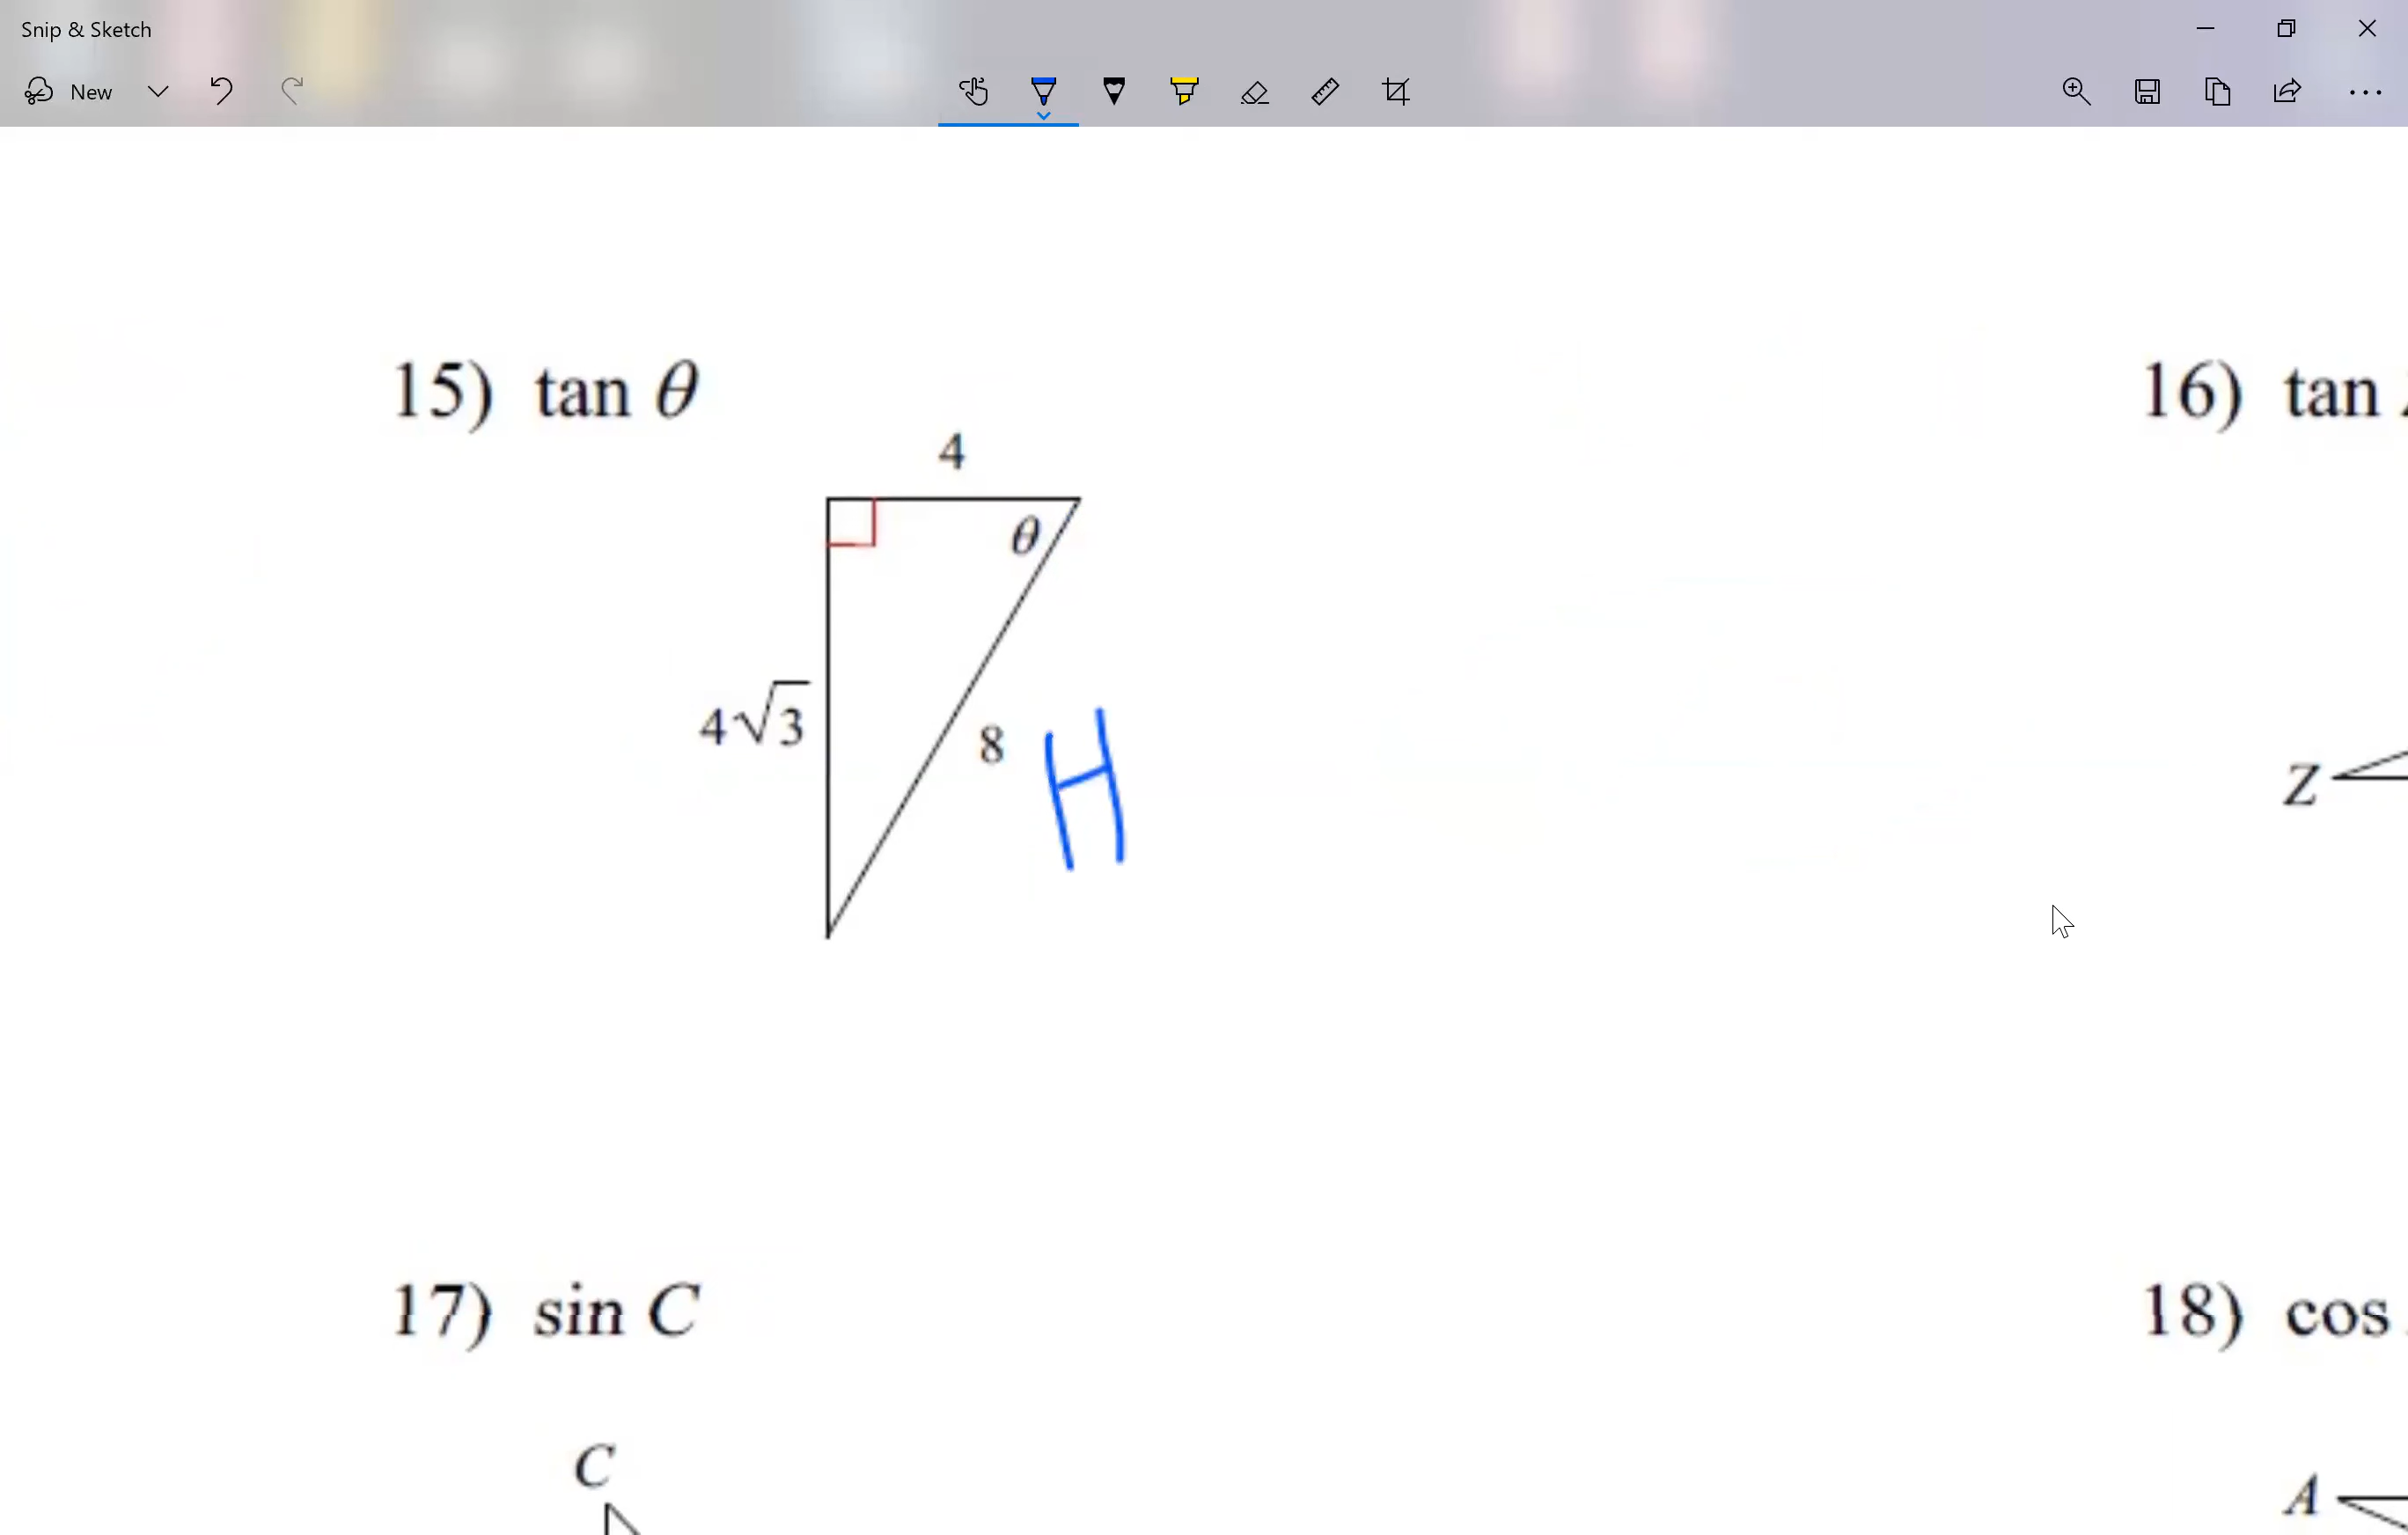 Snip & Sketch
New
15) tan θ
16) tan
4
θ
4√3
8
H
Z
17) sin C
18) cos
C
A